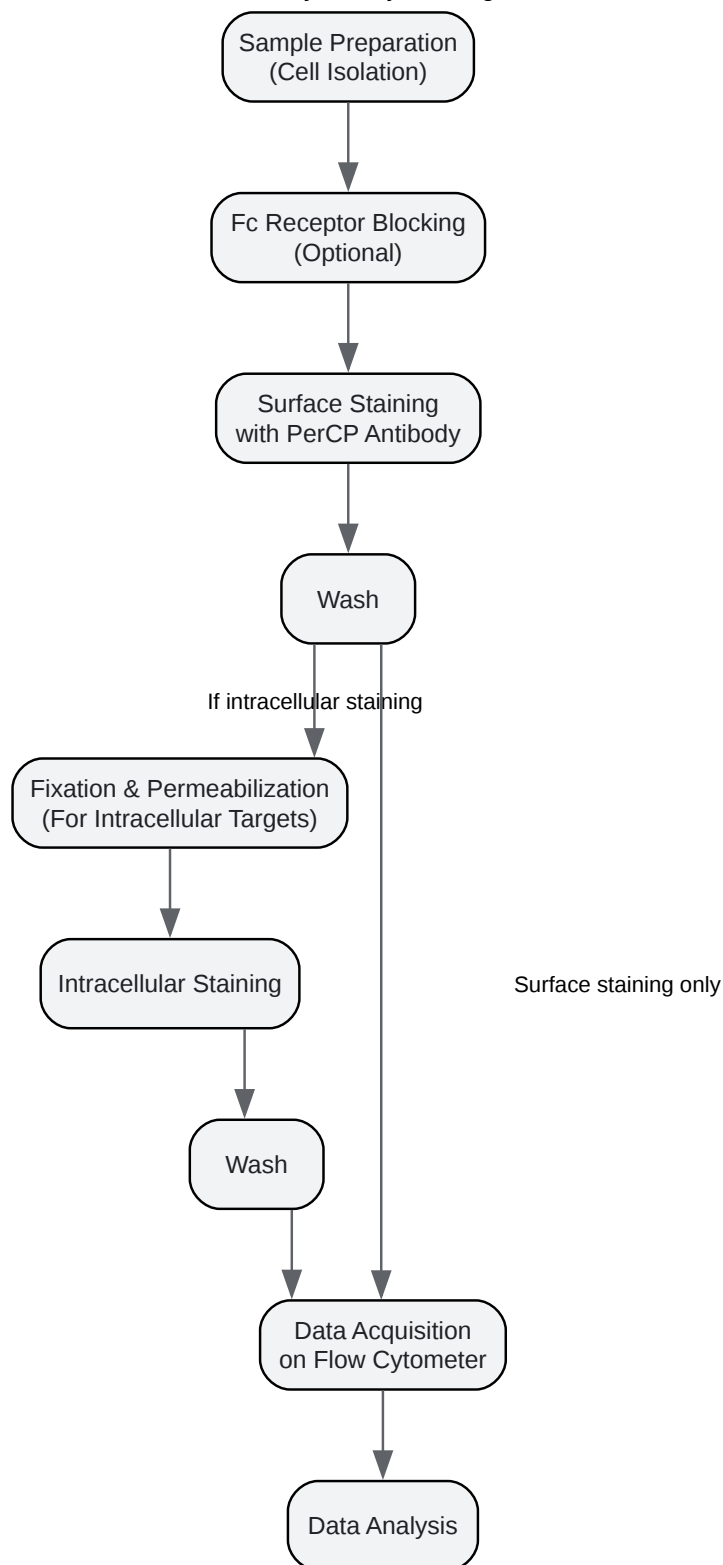 Sample Preparation
(Cell Isolation)
Fc Receptor Blocking
(Optional)
Surface Staining
with PerCP Antibody
Wash
If intracellular staining
Fixation & Permeabilization
(For Intracellular Targets)
Intracellular Staining
Surface staining only
Wash
Data Acquisition
on Flow Cytometer
Data Analysis